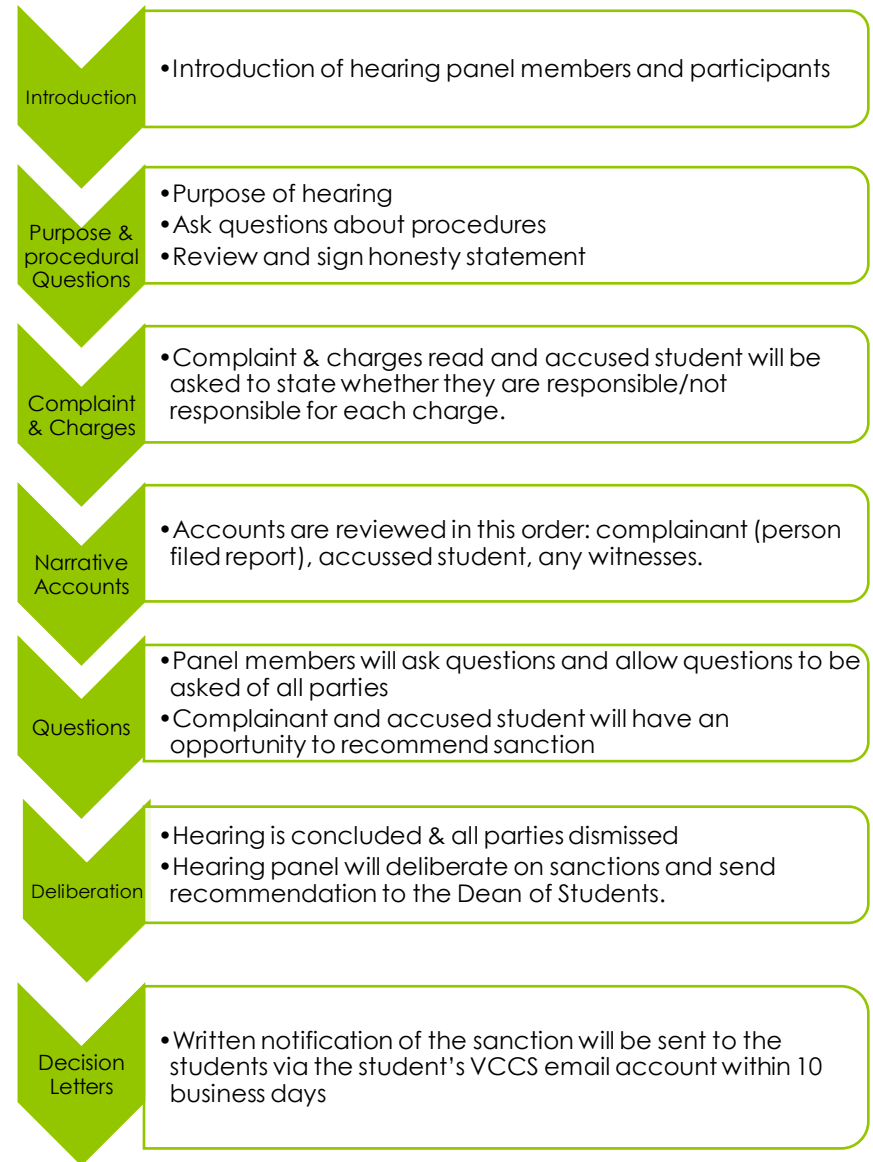 Introduction
•Introduction of hearing panel members and participants
Purpose &
procedural
Questions
•Purpose of hearing
•Ask questions about procedures
•Review and sign honesty statement
Complaint
& Charges
•Complaint & charges read and accused student will be
asked to state whether they are responsible/not
responsible for each charge.
Narrative
Accounts
•Accounts are reviewed in this order: complainant (person
filed report), accussed student, any witnesses.
Questions
•Panel members will ask questions and allow questions to be
asked of all parties
•Complainant and accused student will have an
opportunity to recommend sanction
Deliberation
•Hearing is concluded & all parties dismissed
•Hearing panel will deliberate on sanctions and send
recommendation to the Dean of Students.
Decision
Letters
•Written notification of the sanction will be sent to the
students via the student’s VCCS email account within 10
business days